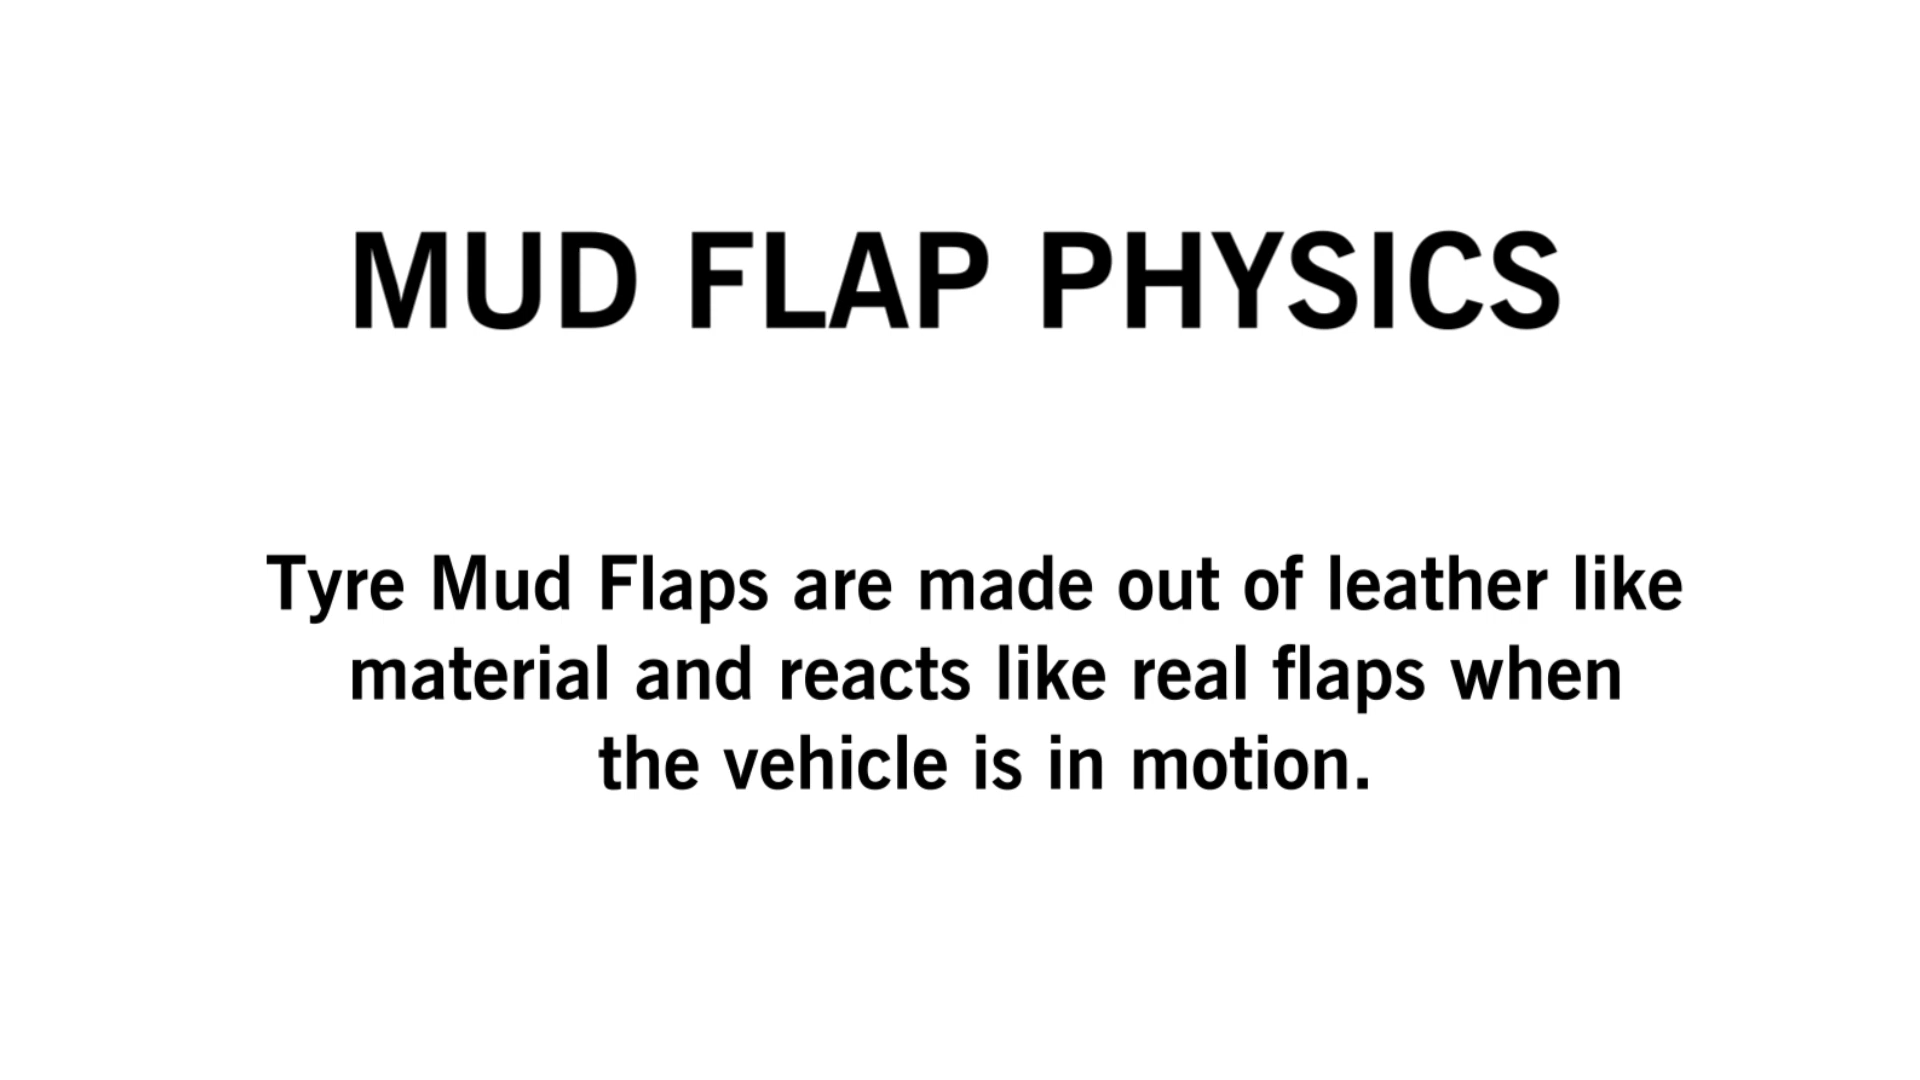 MUD FLAP PHYSICS
Tyre Mud Flaps are made out of leather like
material and reacts like real flaps when
the vehicle is in motion.